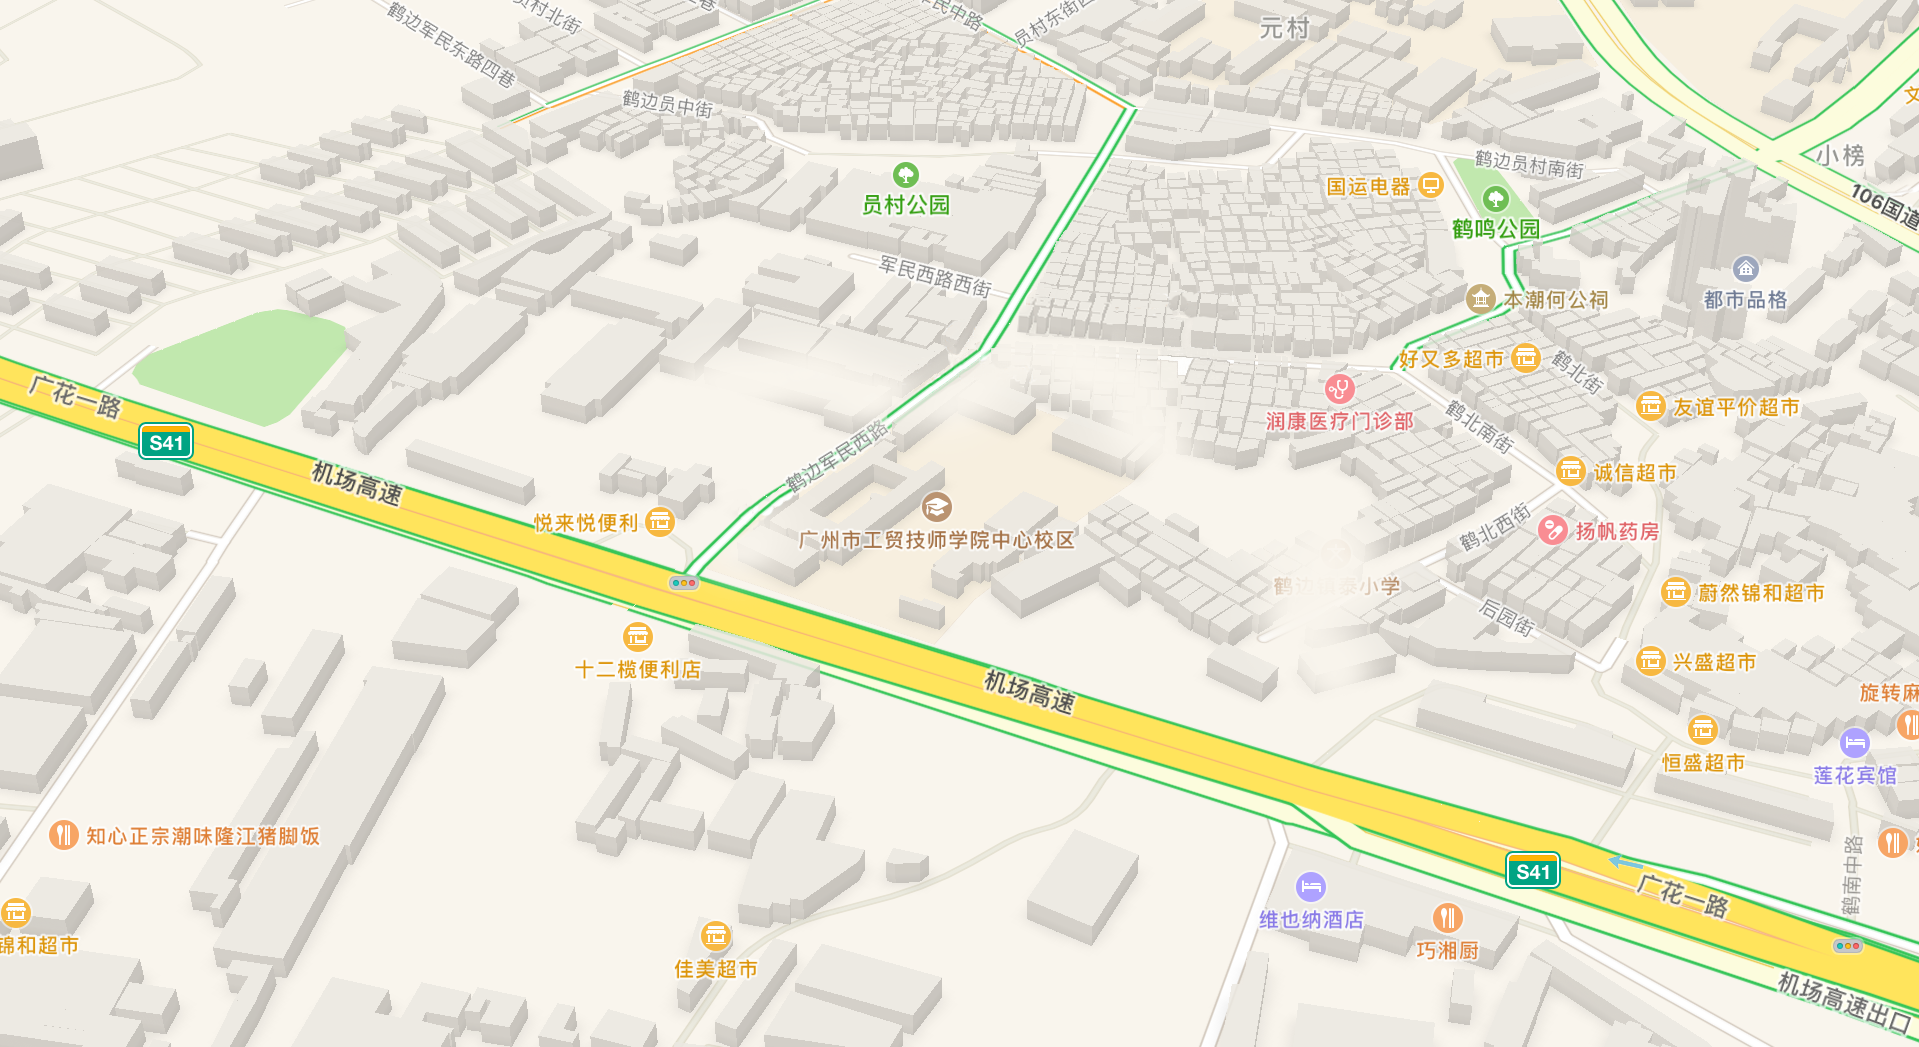 员村北街
鹤边军民东路四巷
军民中路
员村东街四
元村
鹤边员中街
文
小榜
106国道
鹤边员村南街
国运电器
员村公园
鹤鸣公园
军民西路西街
本潮何公祠
都市品格
好又多超市
鹤北街
广花一路
S41
润康医疗门诊部
友谊平价超市
鹤北南街
鹤边军民西路
机场高速
诚信超市
悦来悦便利
广州市工贸技师学院中心校区
鹤北西街
扬帆药房
鹤边
小学
蔚然锦和超市
后园街
十二榄便利店
兴盛超市
机场高速
旋转麻
恒盛超市
莲花宾馆
知心正宗潮味隆江猪脚饭
鹤南中路
S41
广花一路
维也纳酒店
巧湘厨
锦和超市
佳美超市
机场高速出口